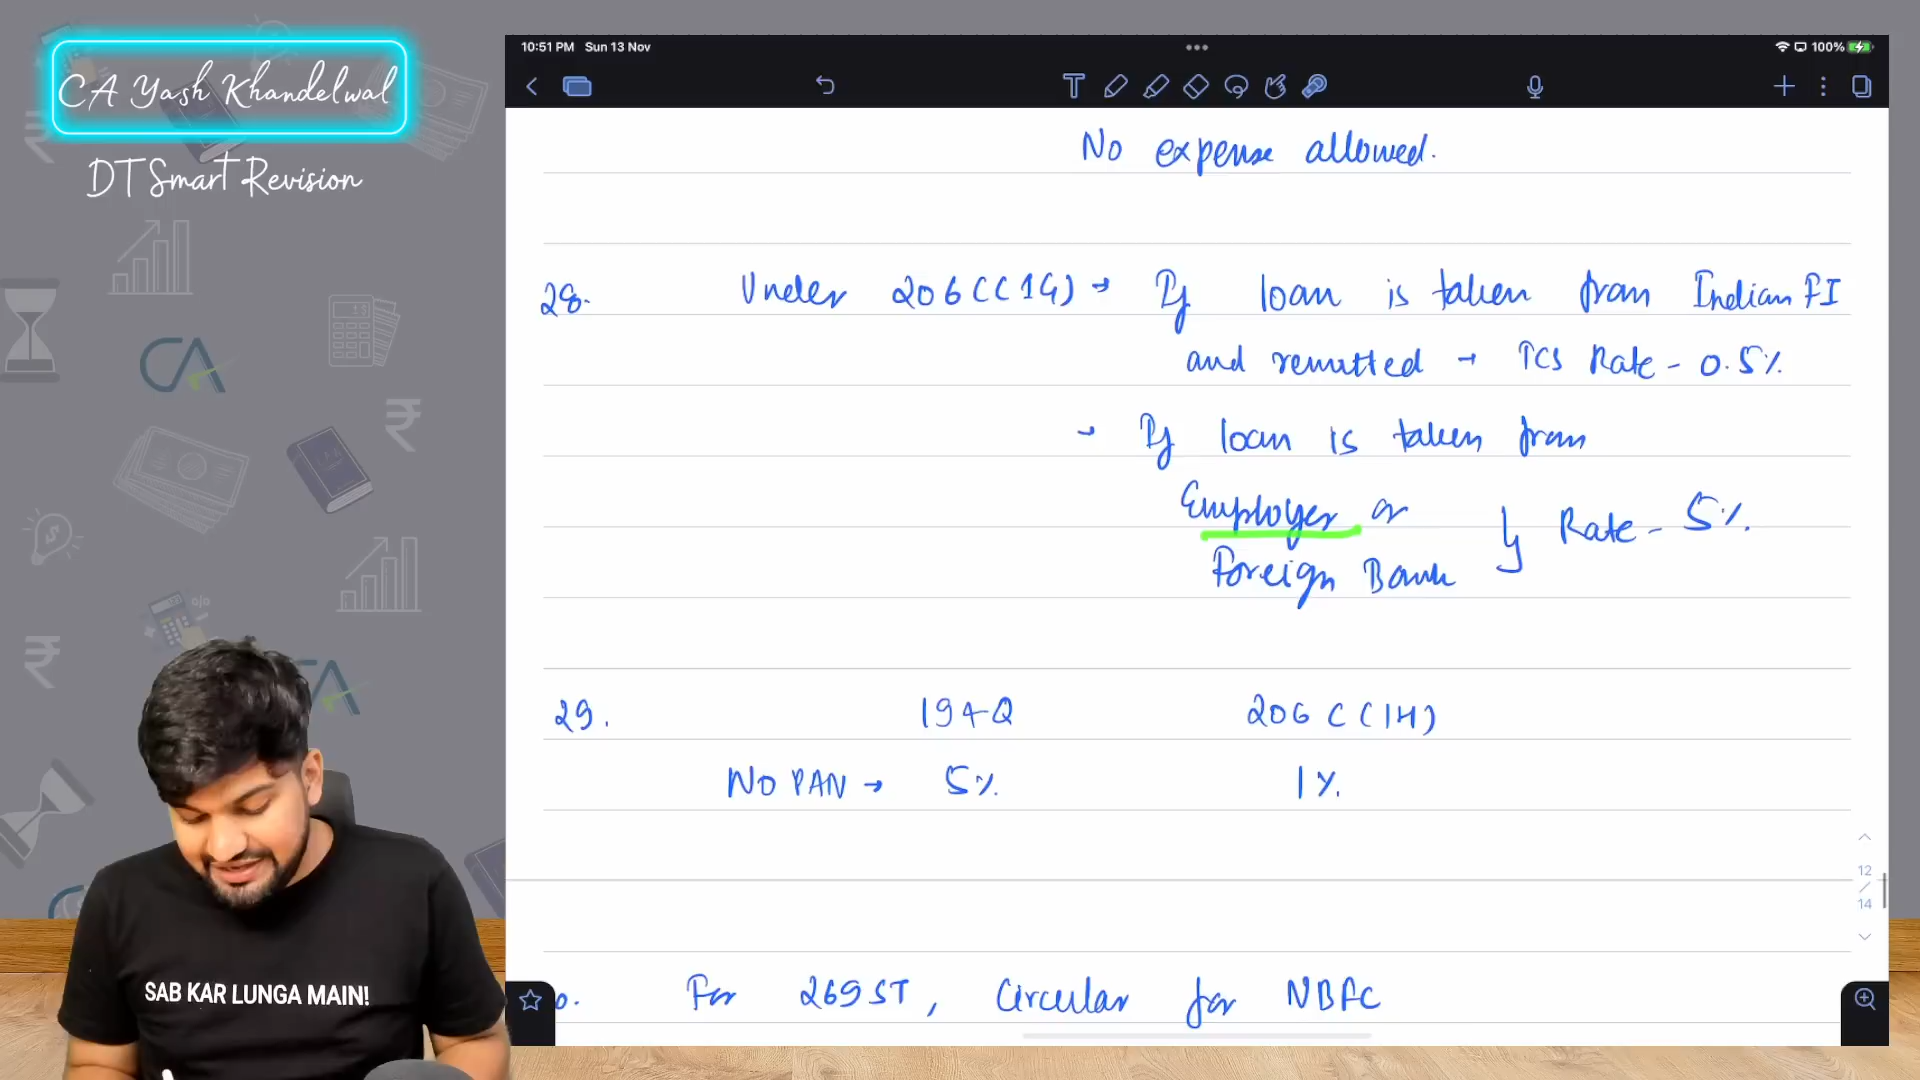 CA Yash Khandelwal
DT Smart Revision
10:51 PM Sun 13 Nov
100%
No expense allowed.
28. Under 206CC(1G) → If loan is taken from Indian FI
and remitted → TCS Rate - 0.5%
→ If loan is taken from
Employer or
Foreign Bank } Rate - 5%
29. 194Q 206C(1H)
No PAN → 5% 1%
12
14
0. For 269ST, Circular for NBFC
CA
SAB KAR LUNGA MAIN!